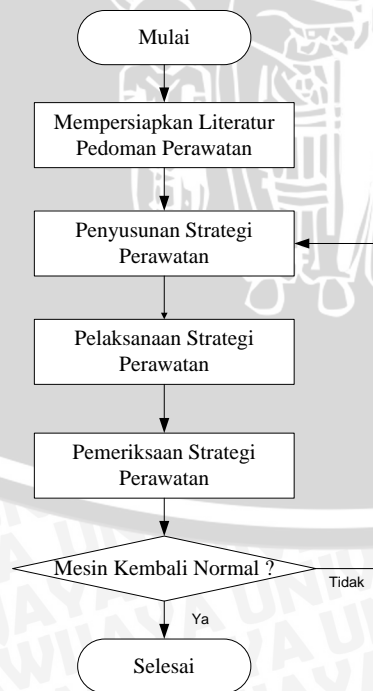 Mulai
Mempersiapkan Literatur
Pedoman Perawatan
Penyusunan Strategi
Perawatan
Pelaksanaan Strategi
Perawatan
Pemeriksaan Strategi
Perawatan
Mesin Kembali Normal ?
Tidak
Ya
Selesai